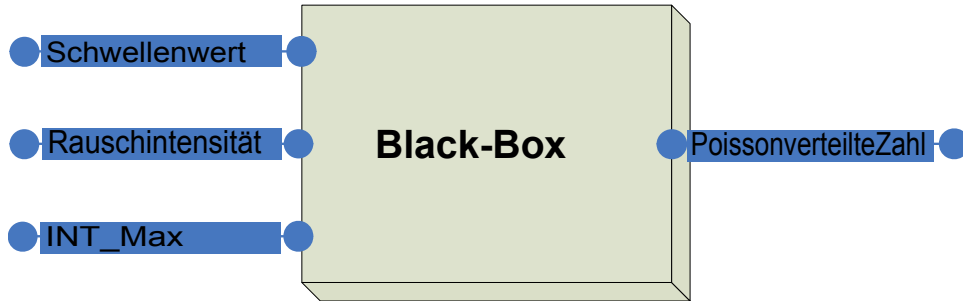 Schwellenwert
Rauschintensität
INT_Max
Black-Box
PoissonverteilteZahl